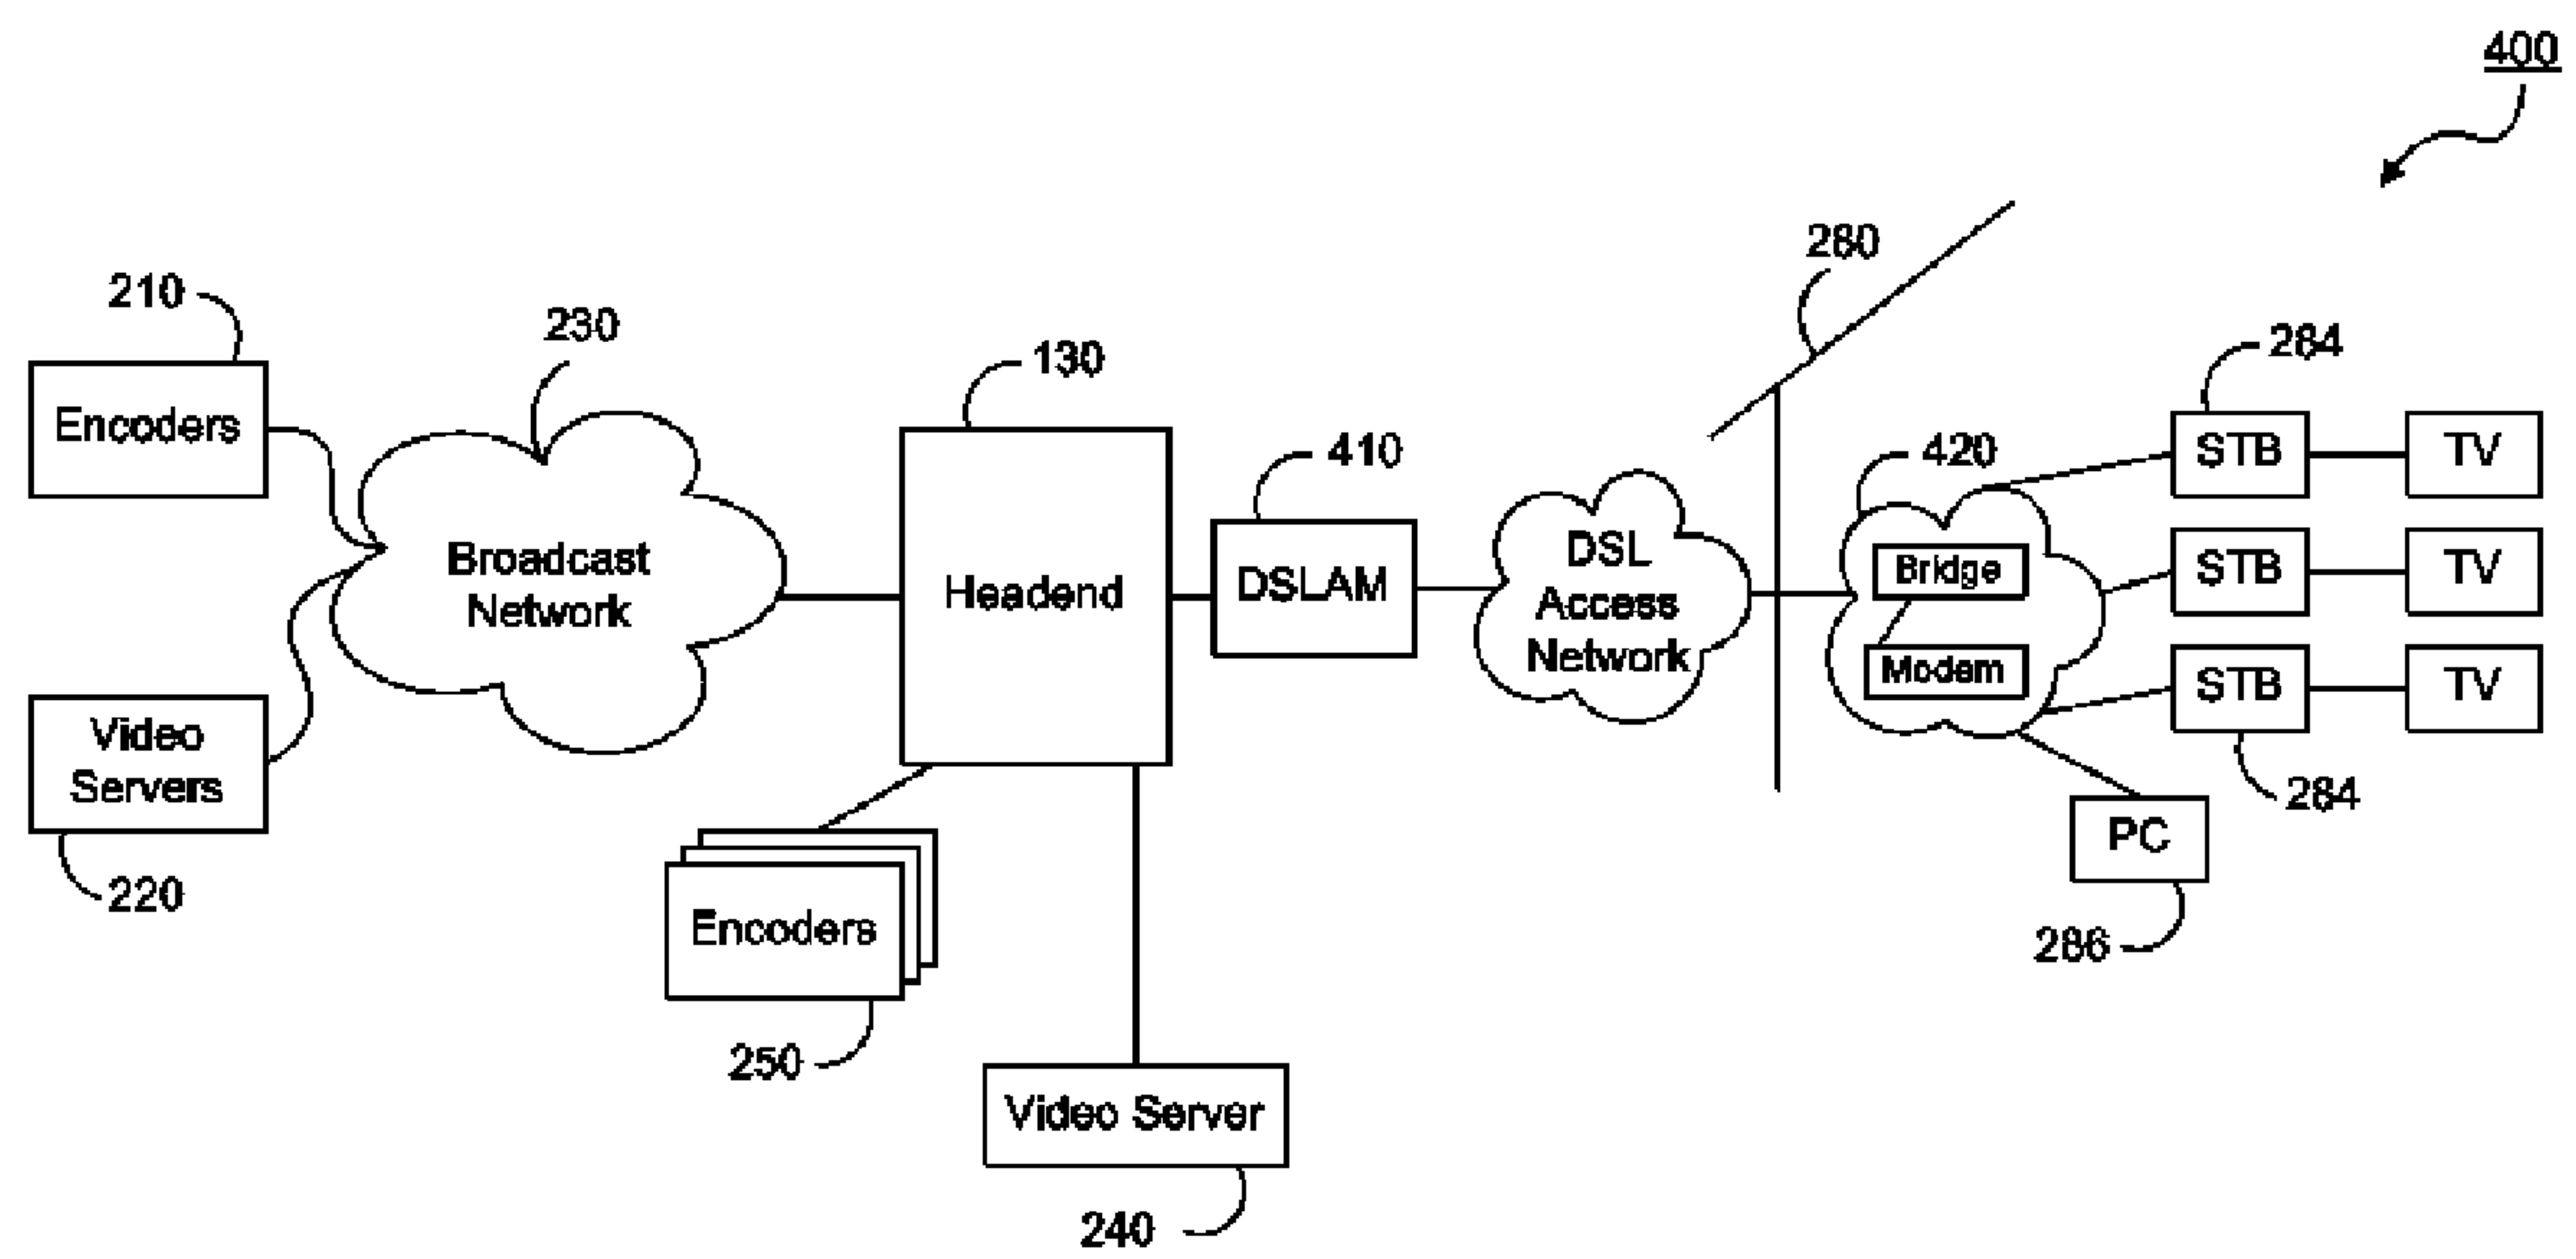 400
280
210
230
130
284
Encoders
410
420
STB
TV
Broadcast
Network
Headend
DSLAM
DSL
Access
Network
Bridge
Modem
STB
TV
STB
TV
Video
Servers
284
PC
220
Encoders
286
250
Video Server
240